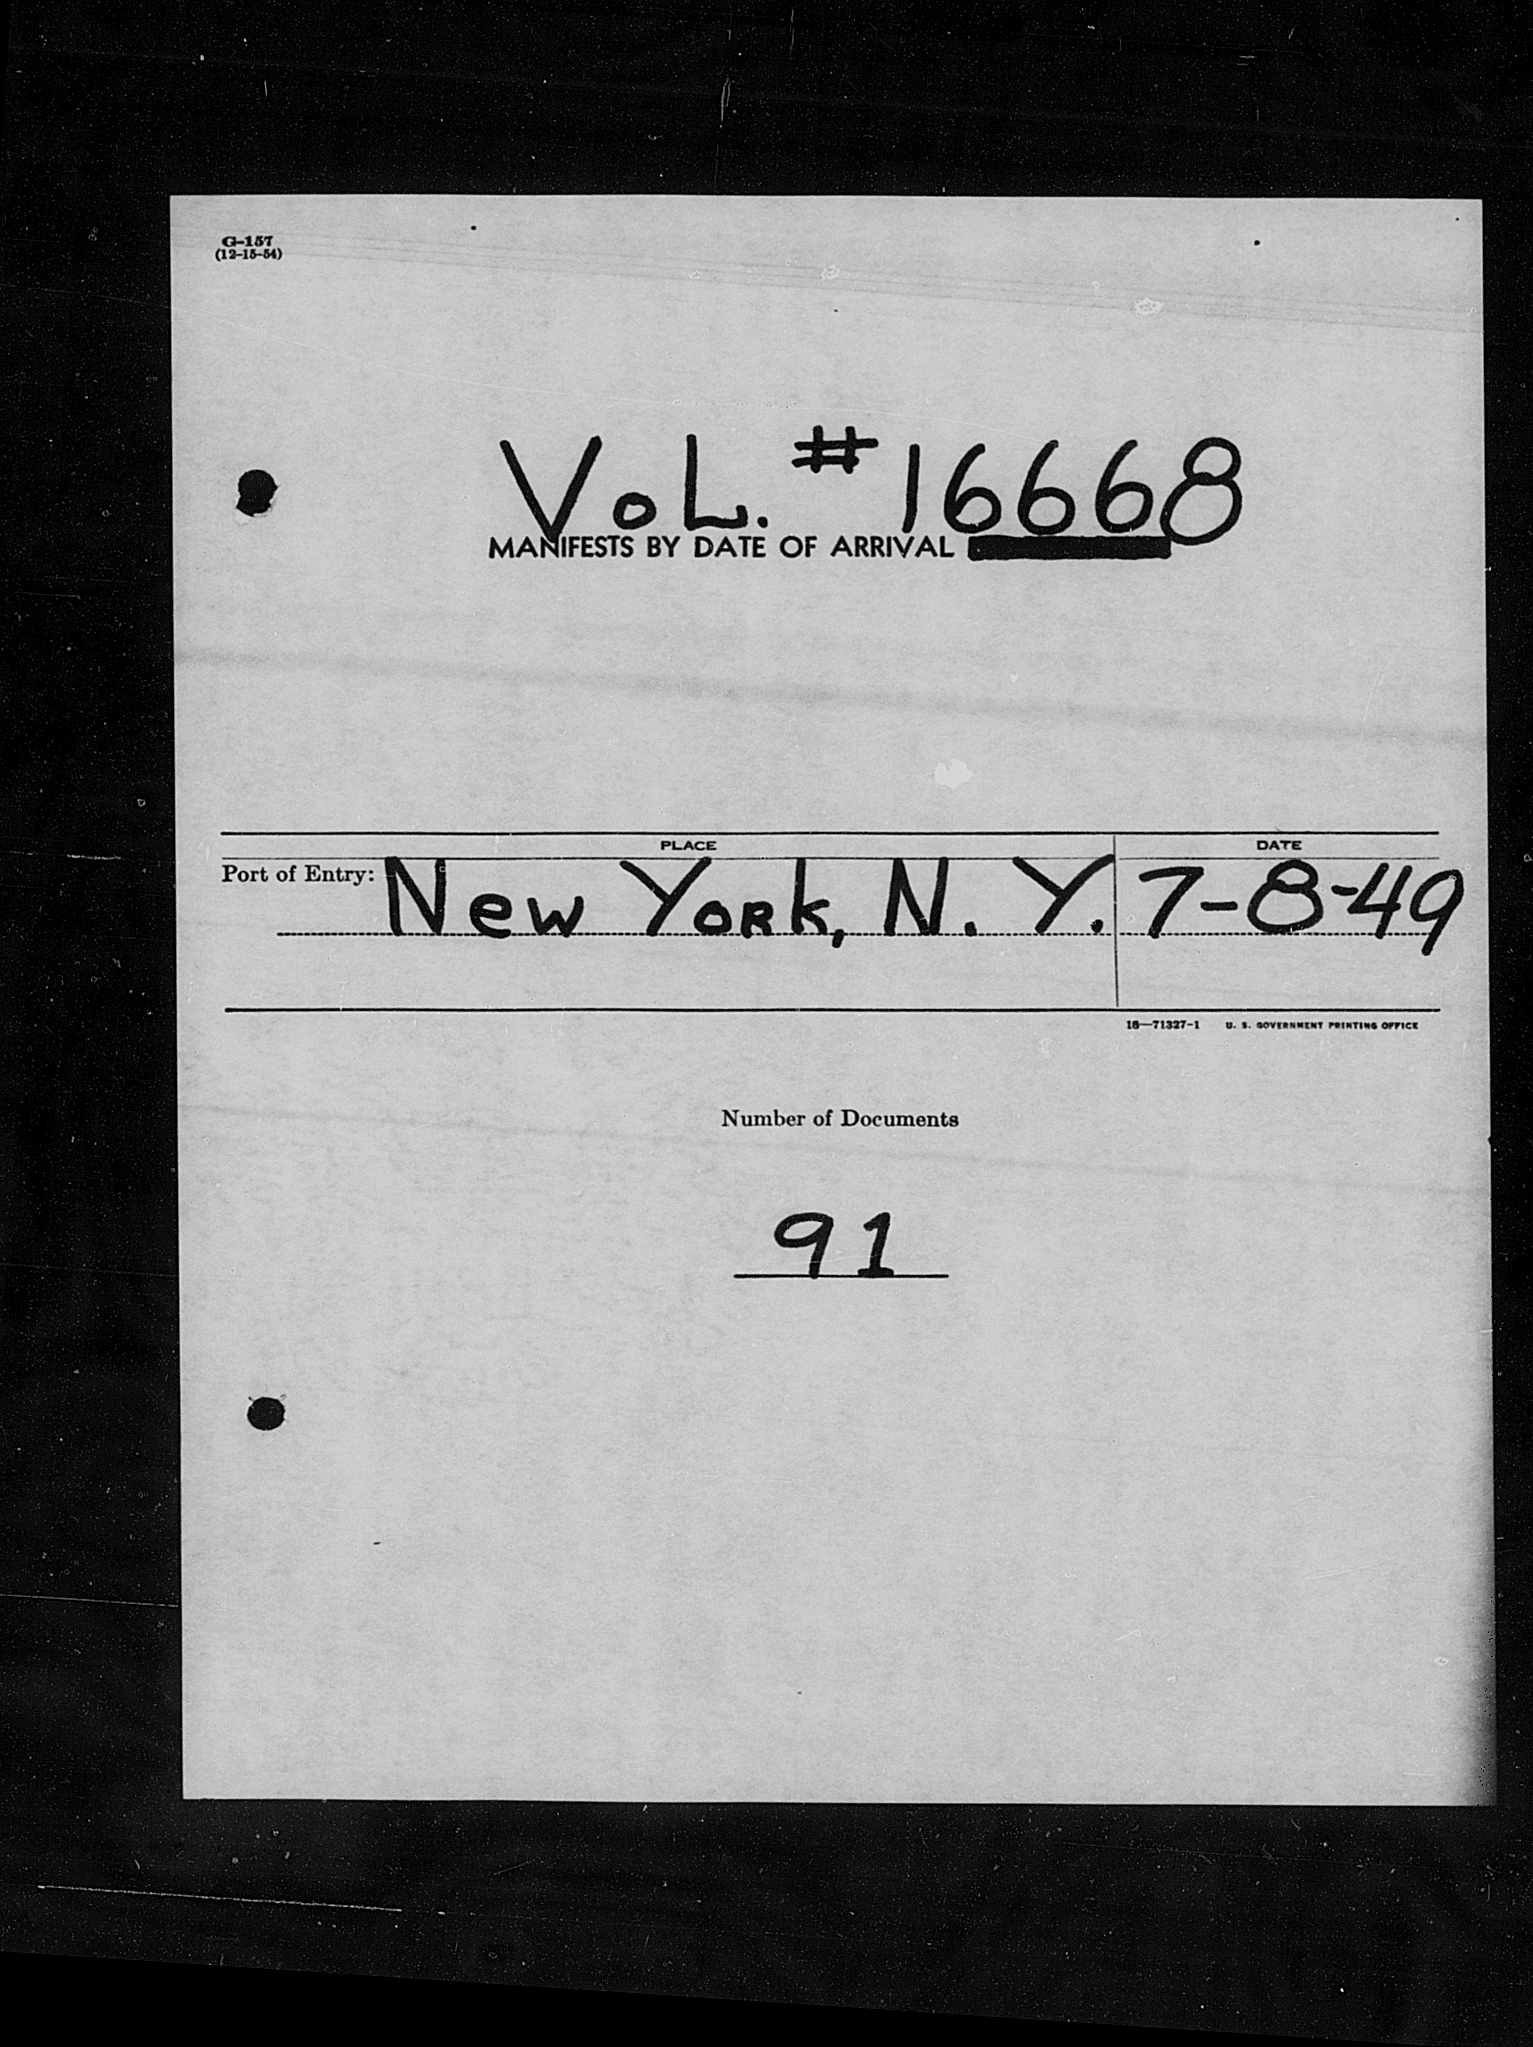 G-157
(12-15-54)
VoL. # 16668
MANIFESTS BY DATE OF ARRIVAL
PLACE
DATE
Port of Entry: New York, N. Y. 7-8-49
16—71327-1 U. S. GOVERNMENT PRINTING OFFICE
Number of Documents
91